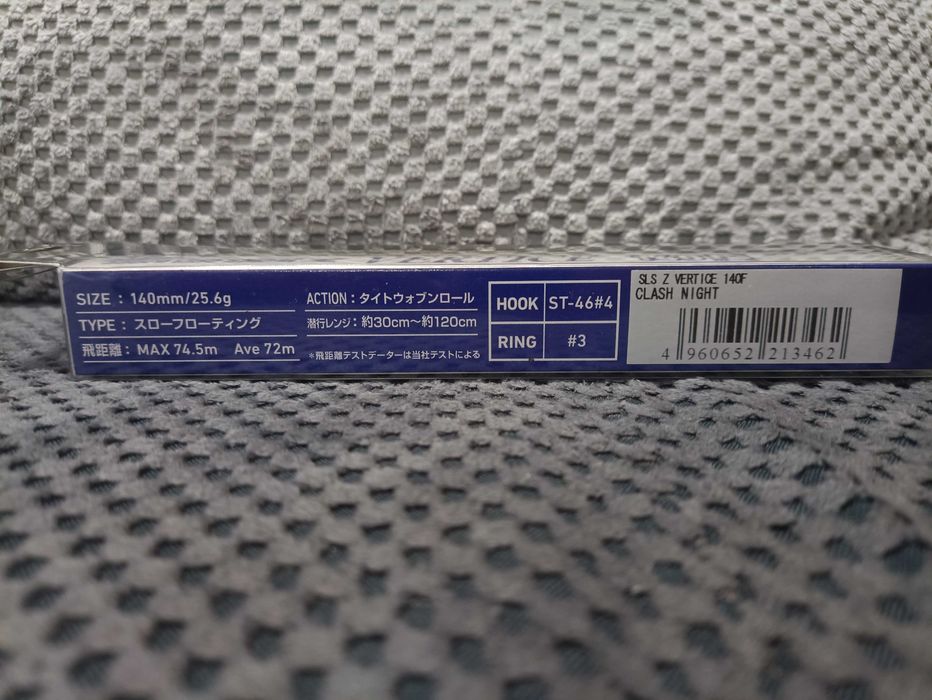 SIZE : 140mm/25.6g
TYPE : スローフローティング
飛距離 : MAX 74.5m Ave 72m
ACTION : タイトウォブンロール
潜行レンジ : 約30cm～約120cm
*飛距離テストデーターは当社テストによる
HOOK ST-46#4
RING #3
SLS Z VERTICE 140F
CLASH NIGHT
4 960652 213462